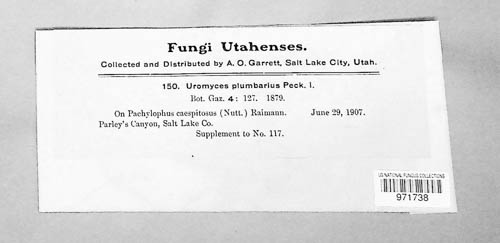 Fungi Utahenses.
Collected and Distributed by A. O. Garrett, Salt Lake City, Utah.
150. Uromyces plumbarius Peck. I.
Bot. Gaz. 4: 127. 1879.
On Pachylophus caespitosus (Nutt.) Raimann. June 29, 1907.
Parley's Canyon, Salt Lake Co.
Supplement to No. 117.
US NATIONAL FUNGUS COLLECTIONS
971738